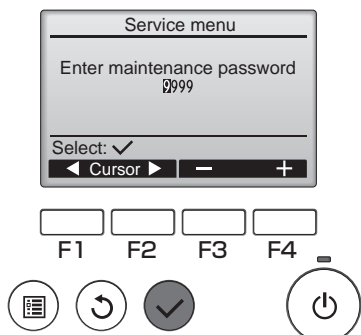 Service menu
Enter maintenance password
9999
Select: ✓
◀ Cursor ▶ − +
F1 F2 F3 F4